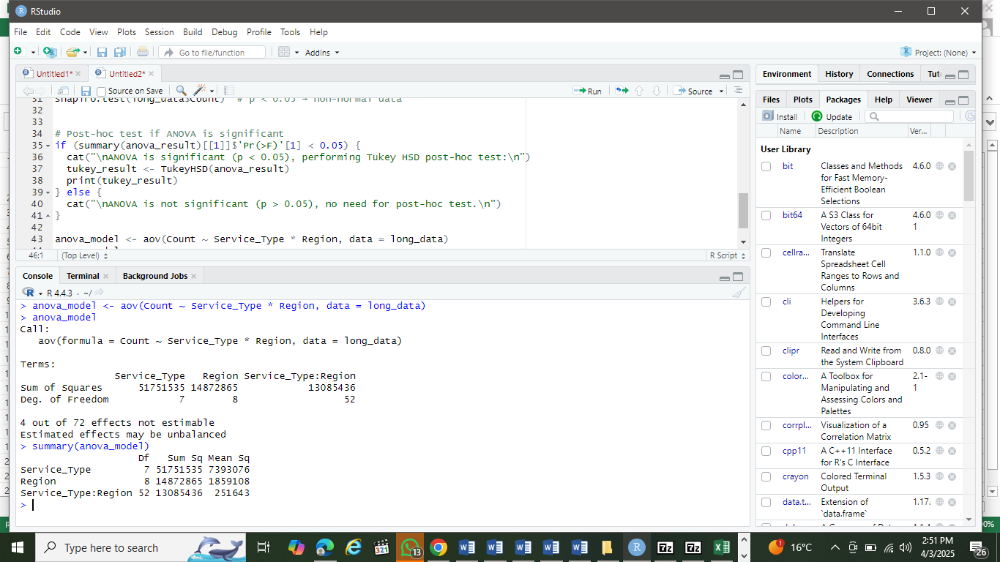 RStudio
File Edit Code View Plots Session Build Debug Profile Tools Help
Go to file/function Addins Project: (None)
Untitled1* Untitled2*
Source on Save Run Source
31 shapiro.test(long_data$Count) # p < 0.05 → non-normal data
32
33
34 # Post-hoc test if ANOVA is significant
35 if (summary(anova_result)[[1]]$'Pr(>F)'[1] < 0.05) {
36 cat("\nANOVA is significant (p < 0.05), performing Tukey HSD post-hoc test:\n")
37 tukey_result <- TukeyHSD(anova_result)
38 print(tukey_result)
39 } else {
40 cat("\nANOVA is not significant (p > 0.05), no need for post-hoc test.\n")
41 }
42
43 anova_model <- aov(Count ~ Service_Type * Region, data = long_data)
46:1 (Top Level) R Script
Console Terminal Background Jobs
R 4.4.3 · ~/
> anova_model <- aov(Count ~ Service_Type * Region, data = long_data)
> anova_model
Call:
aov(formula = Count ~ Service_Type * Region, data = long_data)
Terms:
Service_Type Region Service_Type:Region
Sum of Squares 51751535 14872865 13085436
Deg. of Freedom 7 8 52
4 out of 72 effects not estimable
Estimated effects may be unbalanced
> summary(anova_model)
Df Sum Sq Mean Sq
Service_Type 7 51751535 7393076
Region 8 14872865 1859108
Service_Type:Region 52 13085436 251643
>
Environment History Connections Tut
Files Plots Packages Help Viewer
Install Update
Name Description Ver...
User Library
bit Classes and Methods 4.6.0
for Fast Memory-
Efficient Boolean
Selections
bit64 A S3 Class for 4.6.0
Vectors of 64bit 1
Integers
cellra... Translate 1.1.0
Spreadsheet Cell
Ranges to Rows and
Columns
cli Helpers for 3.6.3
Developing
Command Line
Interfaces
clipr Read and Write from 0.8.0
the System Clipboard
color... A Toolbox for 2.1-
Manipulating and 1
Assessing Colors and
Palettes
corrpl... Visualization of a 0.95
Correlation Matrix
cpp11 A C++11 Interface 0.5.2
for R's C Interface
crayon Colored Terminal 1.5.3
Output
data.t... Extension of 1.17.
`data.frame`
Type here to search 13 16°C 2:51 PM
4/3/2025 26